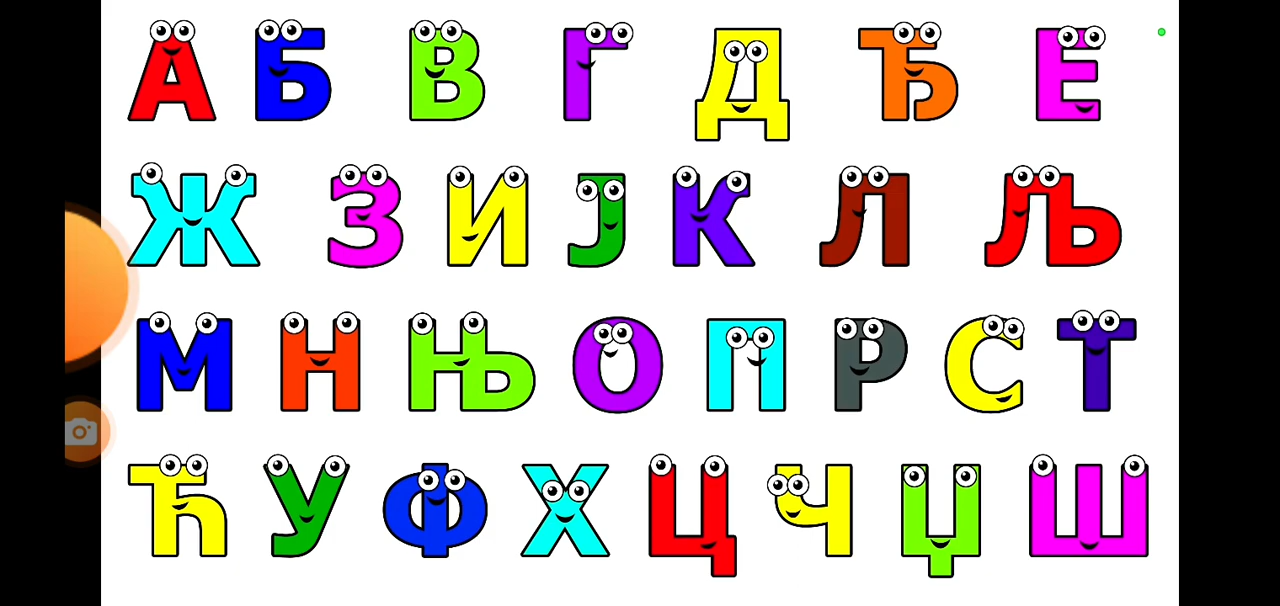 А Б В Г Д Ђ Е
Ж З И Ј К Л Љ
М Н Њ О П Р С Т
Ћ У Ф Х Ц Ч Џ Ш